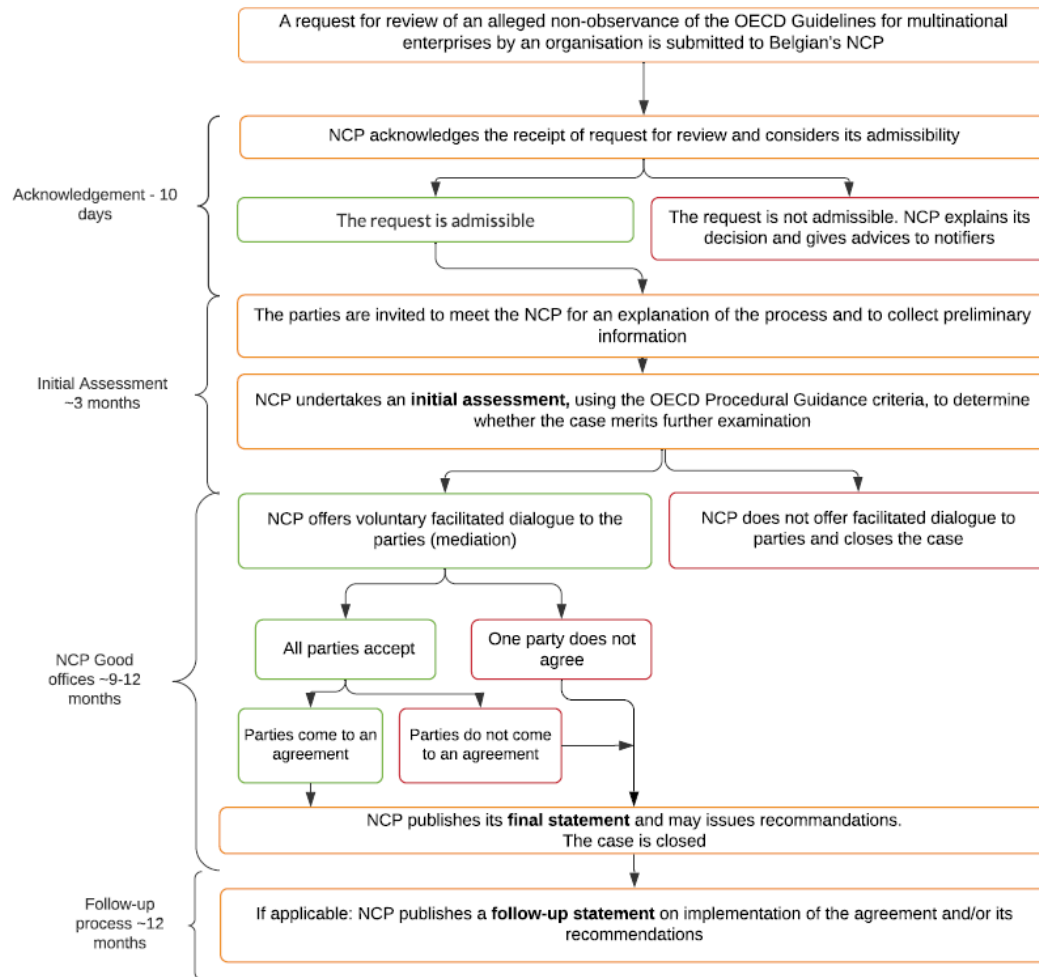 A request for review of an alleged non-observance of the OECD Guidelines for multinational
enterprises by an organisation is submitted to Belgian's NCP
Acknowledgement - 10
days
NCP acknowledges the receipt of request for review and considers its admissibility
The request is admissible
The request is not admissible. NCP explains its
decision and gives advices to notifiers
Initial Assessment
~3 months
The parties are invited to meet the NCP for an explanation of the process and to collect preliminary
information
NCP undertakes an initial assessment, using the OECD Procedural Guidance criteria, to determine
whether the case merits further examination
NCP Good
offices ~9-12
months
NCP offers voluntary facilitated dialogue to the
parties (mediation)
NCP does not offer facilitated dialogue to
parties and closes the case
All parties accept
One party does not
agree
Parties come to an
agreement
Parties do not come
to an agreement
NCP publishes its final statement and may issues recommandations.
The case is closed
Follow-up
process ~12
months
If applicable: NCP publishes a follow-up statement on implementation of the agreement and/or its
recommendations